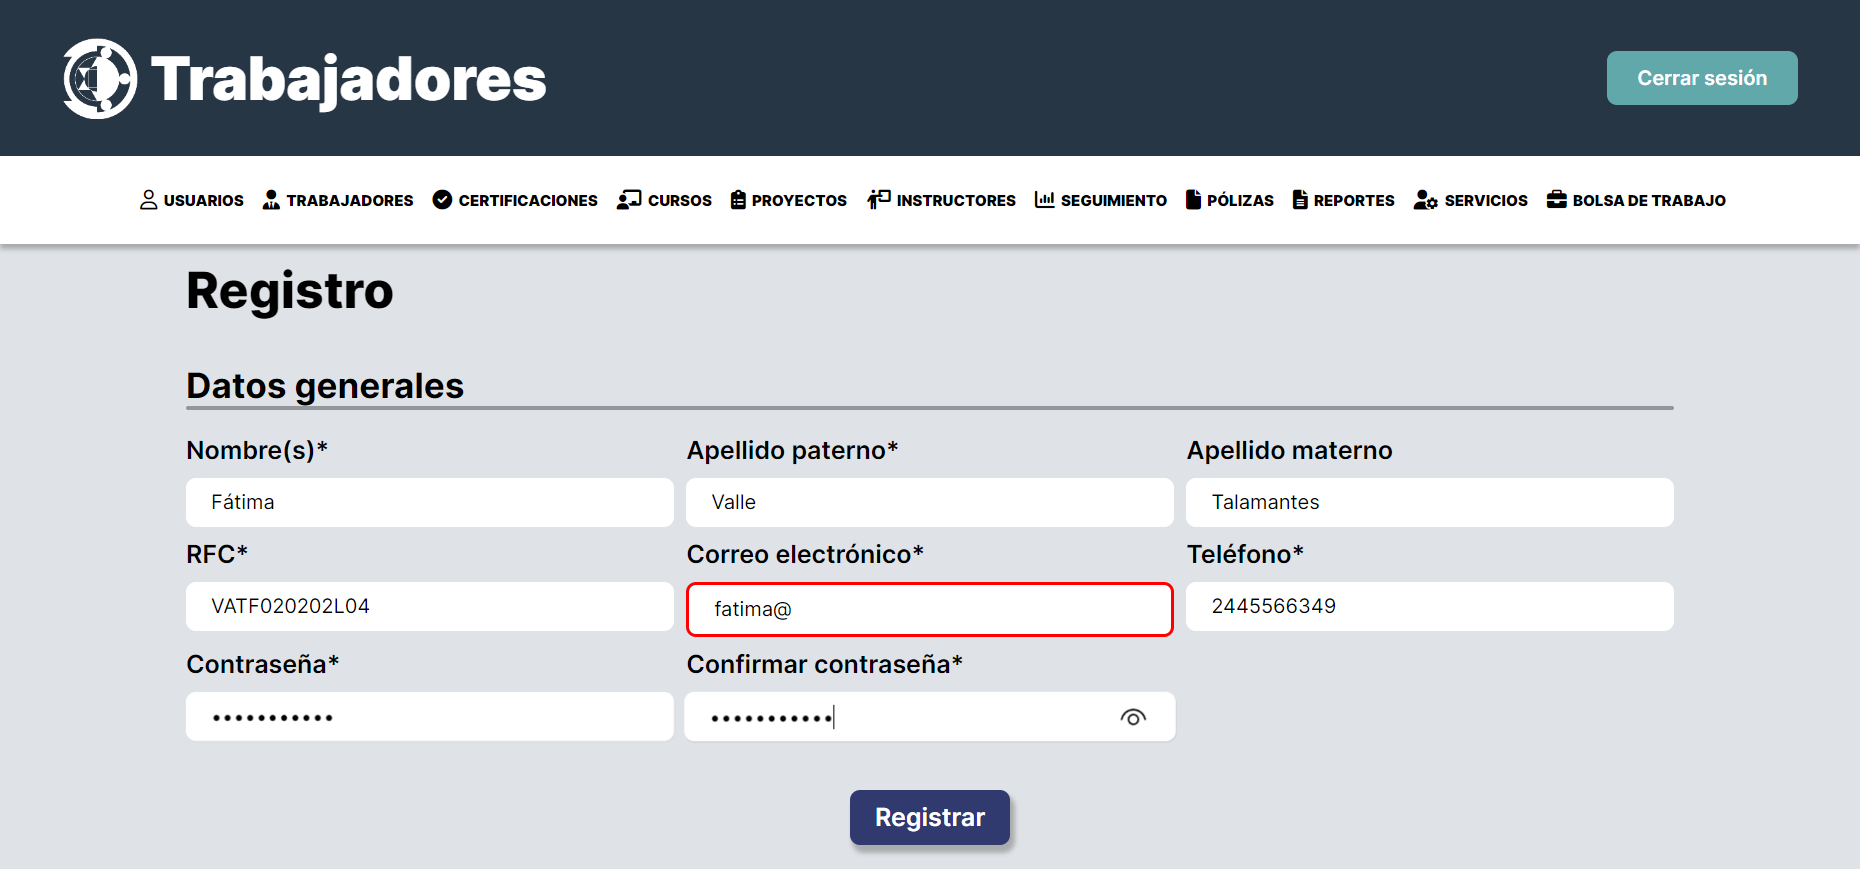 Trabajadores
Cerrar sesión
USUARIOS TRABAJADORES CERTIFICACIONES CURSOS PROYECTOS INSTRUCTORES SEGUIMIENTO PÓLIZAS REPORTES SERVICIOS BOLSA DE TRABAJO
Registro
Datos generales
Nombre(s)* Apellido paterno* Apellido materno
Fátima Valle Talamantes
RFC* Correo electrónico* Teléfono*
VATF020202L04 fatima@ 2445566349
Contraseña* Confirmar contraseña*
••••••••••• •••••••••••
Registrar